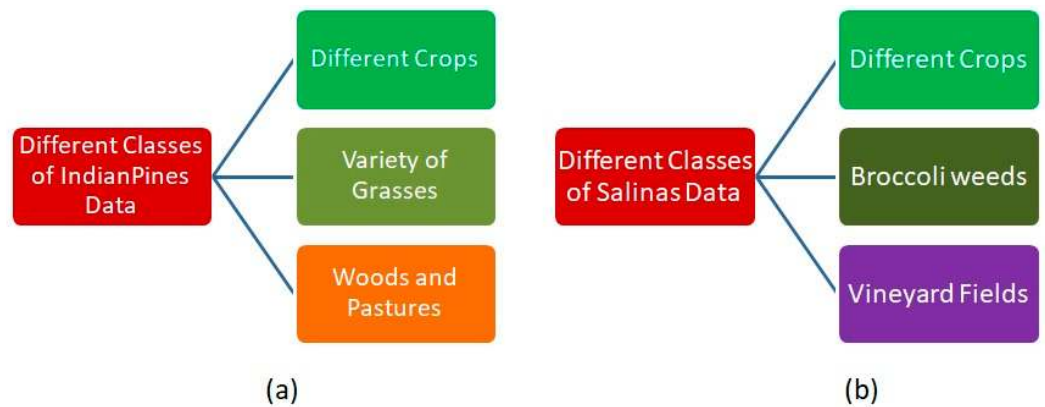 Different Classes
of IndianPines
Data
Different Crops
Variety of
Grasses
Woods and
Pastures
(a)
Different Classes
of Salinas Data
Different Crops
Broccoli weeds
Vineyard Fields
(b)